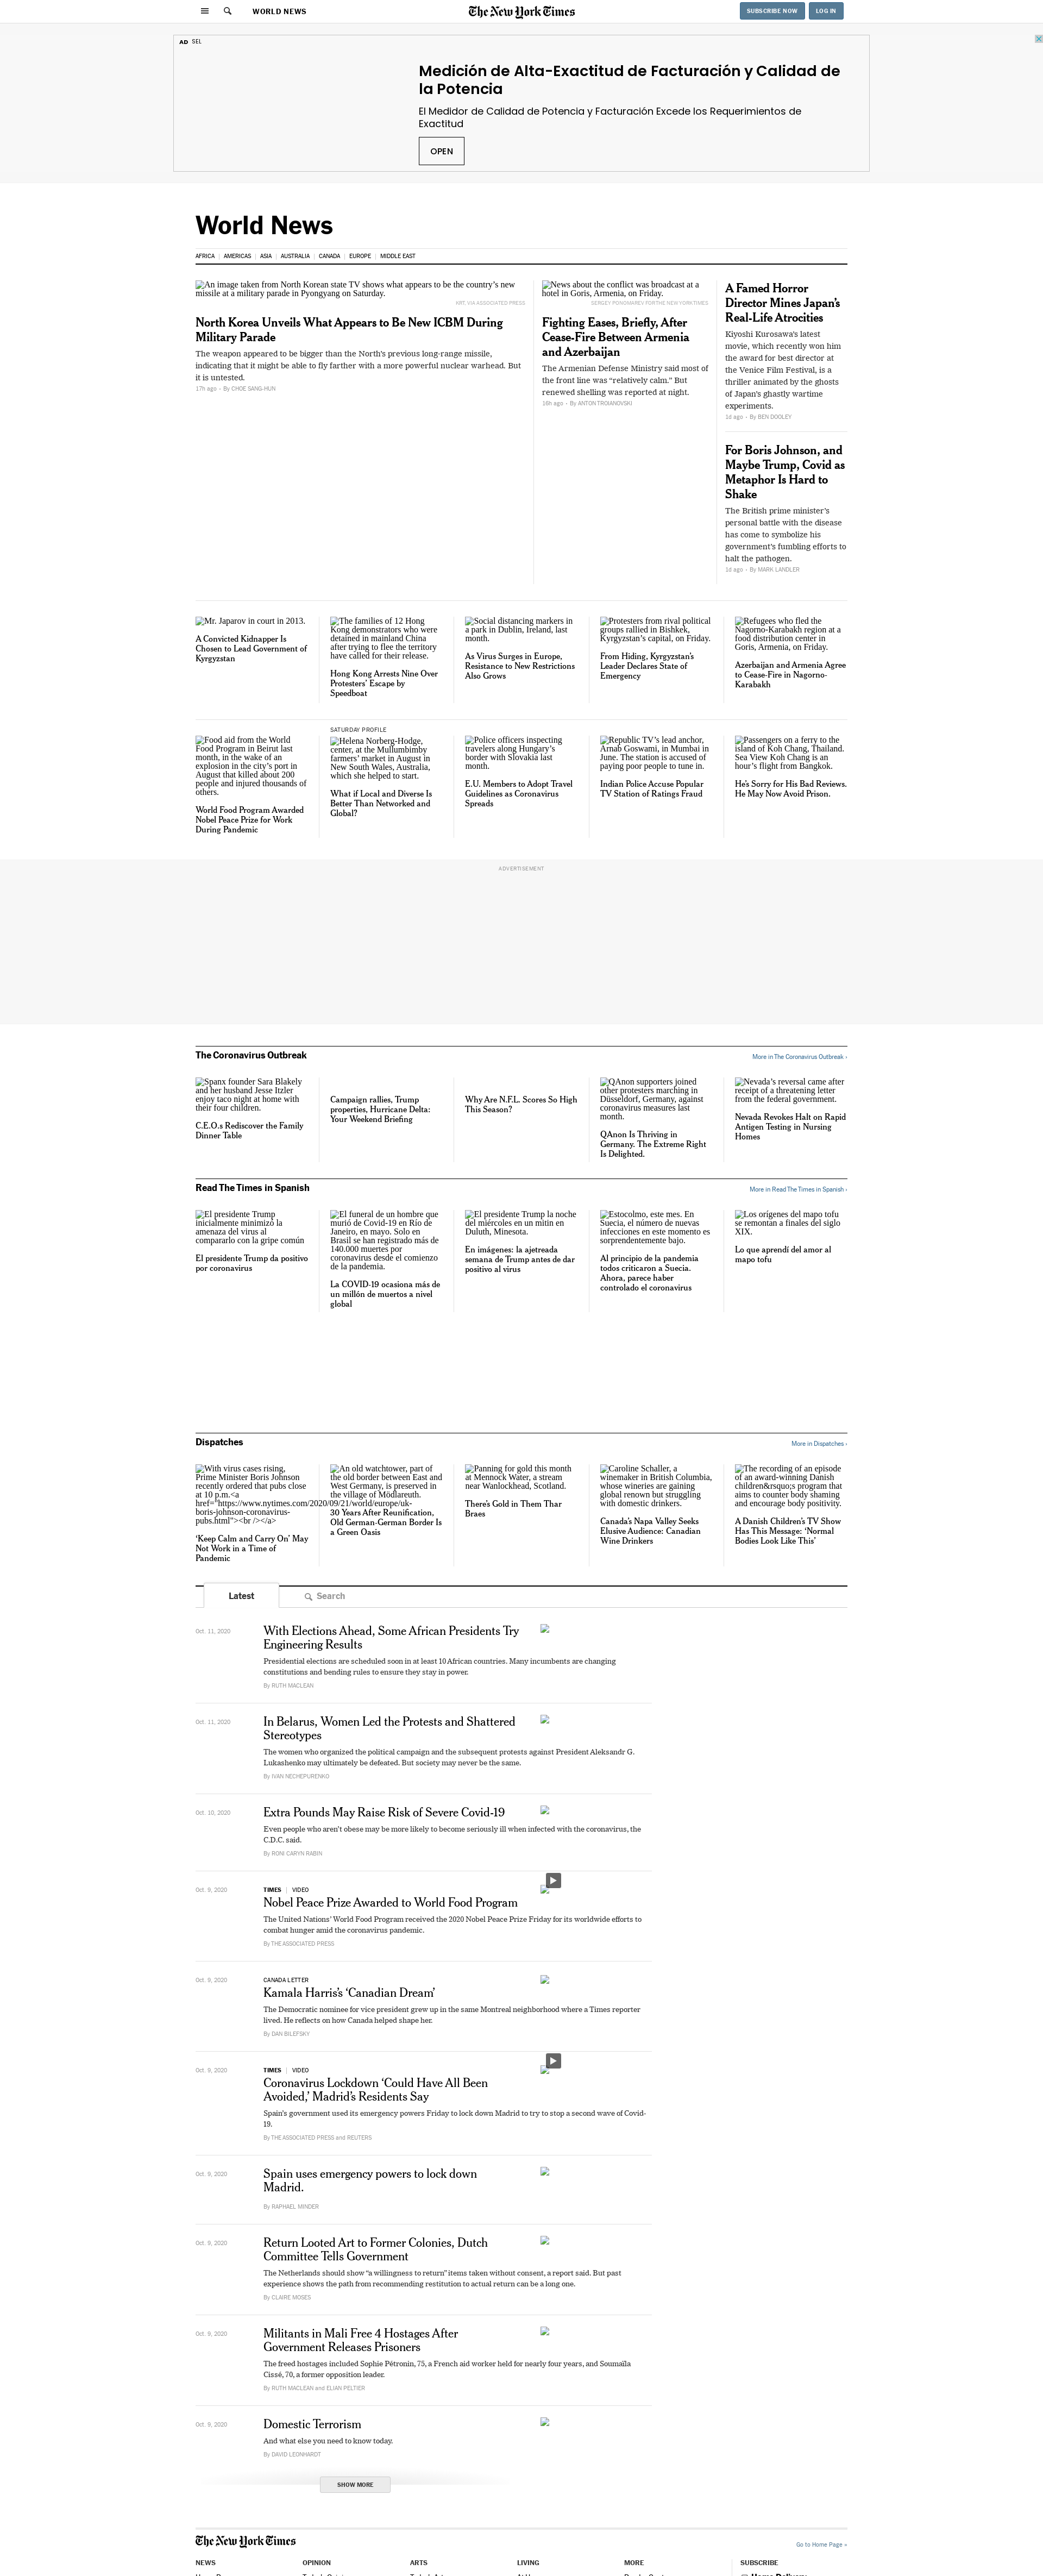 WORLD NEWS
The New York Times
SUBSCRIBE NOW
LOG IN
AD SEL
Medición de Alta-Exactitud de Facturación y Calidad de
la Potencia
El Medidor de Calidad de Potencia y Facturación Excede los Requerimientos de
Exactitud
OPEN
World News
AFRICA
AMERICAS
ASIA
AUSTRALIA
CANADA
EUROPE
MIDDLE EAST
An image taken from North Korean state TV shows what appears to be the country’s new
missile at a military parade in Pyongyang on Saturday.
KRT, VIA ASSOCIATED PRESS
North Korea Unveils What Appears to Be New ICBM During
Military Parade
The weapon appeared to be bigger than the North’s previous long-range missile,
indicating that it might be able to fly farther with a more powerful nuclear warhead. But
it is untested.
17h ago • By CHOE SANG-HUN
News about the conflict was broadcast at a
hotel in Goris, Armenia, on Friday.
SERGEY PONOMAREV FOR THE NEW YORK TIMES
Fighting Eases, Briefly, After
Cease-Fire Between Armenia
and Azerbaijan
The Armenian Defense Ministry said most of
the front line was “relatively calm.” But
renewed shelling was reported at night.
18h ago • By ANTON TROIANOVSKI
A Famed Horror
Director Mines Japan’s
Real-Life Atrocities
Kiyoshi Kurosawa’s latest
movie, which recently won him
the award for best director at
the Venice Film Festival, is a
thriller animated by the ghosts
of Japan’s ghastly wartime
experiments.
1d ago • By BEN DOOLEY
For Boris Johnson, and
Maybe Trump, Covid as
Metaphor Is Hard to
Shake
The British prime minister’s
personal battle with the disease
has come to symbolize his
government’s fumbling efforts to
halt the pathogen.
1d ago • By MARK LANDLER
Mr. Japarov in court in 2013.
A Convicted Kidnapper Is
Chosen to Lead Government of
Kyrgyzstan
The families of 12 Hong
Kong demonstrators who were
detained in mainland China
after trying to flee the territory
have called for their release.
Hong Kong Arrests Nine Over
Protesters’ Escape by
Speedboat
Social distancing markers in
a park in Dublin, Ireland, last
month.
As Virus Surges in Europe,
Resistance to New Restrictions
Also Grows
Protesters from rival political
groups rallied in Bishkek,
Kyrgyzstan’s capital, on Friday.
From Hiding, Kyrgyzstan’s
Leader Declares State of
Emergency
Refugees who fled the
Nagorno-Karabakh region at a
food distribution center in
Goris, Armenia, on Friday.
Azerbaijan and Armenia Agree
to Cease-Fire in Nagorno-
Karabakh
Food aid from the World
Food Program in Beirut last
month, in the wake of an
explosion in the city’s port in
August that killed about 200
people and injured thousands of
others.
World Food Program Awarded
Nobel Peace Prize for Work
During Pandemic
SATURDAY PROFILE
Helena Norberg-Hodge,
center, at the Mullumbimby
farmers’ market in August in
New South Wales, Australia,
which she helped to start.
What if Local and Diverse Is
Better Than Networked and
Global?
Police officers inspecting
travelers along Hungary’s
border with Slovakia last
month.
E.U. Members to Adopt Travel
Guidelines as Coronavirus
Spreads
Republic TV’s lead anchor,
Arnab Goswami, in Mumbai in
June. The station is accused of
paying poor people to tune in.
Indian Police Accuse Popular
TV Station of Ratings Fraud
Passengers on a ferry to the
island of Koh Chang, Thailand.
Sea View Koh Chang is an
hour’s flight from Bangkok.
He’s Sorry for His Bad Reviews.
He May Now Avoid Prison.
ADVERTISEMENT
The Coronavirus Outbreak
More in The Coronavirus Outbreak ›
Spanx founder Sara Blakely
and her husband Jesse Itzler
enjoy taco night at home with
their four children.
C.E.O.s Rediscover the Family
Dinner Table
Campaign rallies, Trump
properties, Hurricane Delta:
Your Weekend Briefing
Why Are N.F.L. Scores So High
This Season?
QAnon supporters joined
other protesters marching in
Düsseldorf, Germany, against
coronavirus measures last
month.
QAnon Is Thriving in
Germany. The Extreme Right
Is Delighted.
Nevada’s reversal came after
receipt of a threatening letter
from the federal government.
Nevada Revokes Halt on Rapid
Antigen Testing in Nursing
Homes
Read The Times in Spanish
More in Read The Times in Spanish ›
El presidente Trump
inicialmente minimizó la
amenaza del virus al
compararlo con la gripe común
El presidente Trump da positivo
por coronavirus
El funeral de un hombre que
murió de Covid-19 en Río de
Janeiro, en mayo. Solo en
Brasil se han registrado más de
140.000 muertes por
coronavirus desde el comienzo
de la pandemia.
La COVID-19 ocasiona más de
un millón de muertos a nivel
global
El presidente Trump la noche
del miércoles en un mitin en
Duluth, Minesota.
En imágenes: la ajetreada
semana de Trump antes de dar
positivo al virus
Estocolmo, este mes. En
Suecia, el número de nuevas
infecciones en este momento es
sorprendentemente bajo.
Al principio de la pandemia
todos criticaron a Suecia.
Ahora, parece haber
controlado el coronavirus
Los orígenes del mapo tofu
se remontan a finales del siglo
XIX.
Lo que aprendí del amor al
mapo tofu
Dispatches
More in Dispatches ›
With virus cases rising,
Prime Minister Boris Johnson
recently ordered that pubs close
at 10 p.m.<a
href="https://www.nytimes.com/2020/09/21/world/europe/uk-
boris-johnson-coronavirus-
pubs.html"><br /></a>
‘Keep Calm and Carry On’ May
Not Work in a Time of
Pandemic
An old watchtower, part of
the old border between East and
West Germany, is preserved in
the village of Mödlareuth.
30 Years After Reunification,
Old German-German Border Is
a Green Oasis
Panning for gold this month
at Mennock Water, a stream
near Wanlockhead, Scotland.
There’s Gold in Them Thar
Braes
Caroline Schaller, a
winemaker in British Columbia,
whose wineries are gaining
global renown but struggling
with domestic drinkers.
Canada’s Napa Valley Seeks
Elusive Audience: Canadian
Wine Drinkers
The recording of an episode
of an award-winning Danish
children&rsquo;s program that
aims to counter body shaming
and encourage body positivity.
A Danish Children’s TV Show
Has This Message: ‘Normal
Bodies Look Like This’
Latest
Search
Oct. 11, 2020
With Elections Ahead, Some African Presidents Try
Engineering Results
Presidential elections are scheduled soon in at least 10 African countries. Many incumbents are changing
constitutions and bending rules to ensure they stay in power.
By RUTH MACLEAN
Oct. 11, 2020
In Belarus, Women Led the Protests and Shattered
Stereotypes
The women who organized the political campaign and the subsequent protests against President Aleksandr G.
Lukashenko may ultimately be defeated. But society may never be the same.
By IVAN NECHEPURENKO
Oct. 10, 2020
Extra Pounds May Raise Risk of Severe Covid-19
Even people who aren’t obese may be more likely to become seriously ill when infected with the coronavirus, the
C.D.C. said.
By RONI CARYN RABIN
Oct. 9, 2020
TIMES | VIDEO
Nobel Peace Prize Awarded to World Food Program
The United Nations’ World Food Program received the 2020 Nobel Peace Prize Friday for its worldwide efforts to
combat hunger amid the coronavirus pandemic.
By THE ASSOCIATED PRESS
Oct. 9, 2020
CANADA LETTER
Kamala Harris’s ‘Canadian Dream’
The Democratic nominee for vice president grew up in the same Montreal neighborhood where a Times reporter
lived. He reflects on how Canada helped shape her.
By DAN BILEFSKY
Oct. 9, 2020
TIMES | VIDEO
Coronavirus Lockdown ‘Could Have All Been
Avoided,’ Madrid’s Residents Say
Spain’s government used its emergency powers Friday to lock down Madrid to try to stop a second wave of Covid-
19.
By THE ASSOCIATED PRESS and REUTERS
Oct. 9, 2020
Spain uses emergency powers to lock down
Madrid.
By RAPHAEL MINDER
Oct. 9, 2020
Return Looted Art to Former Colonies, Dutch
Committee Tells Government
The Netherlands should show “a willingness to return” items taken without consent, a report said. But past
experience shows the path from recommending restitution to actual return can be a long one.
By CLAIRE MOSES
Oct. 9, 2020
Militants in Mali Free 4 Hostages After
Government Releases Prisoners
The freed hostages included Sophie Pétronin, 75, a French aid worker held for nearly four years, and Soumaïla
Cissé, 70, a former opposition leader.
By RUTH MACLEAN and ELIAN PELTIER
Oct. 9, 2020
Domestic Terrorism
And what else you need to know today.
By DAVID LEONHARDT
SHOW MORE
The New York Times
Go to Home Page »
NEWS
OPINION
ARTS
LIVING
MORE
SUBSCRIBE